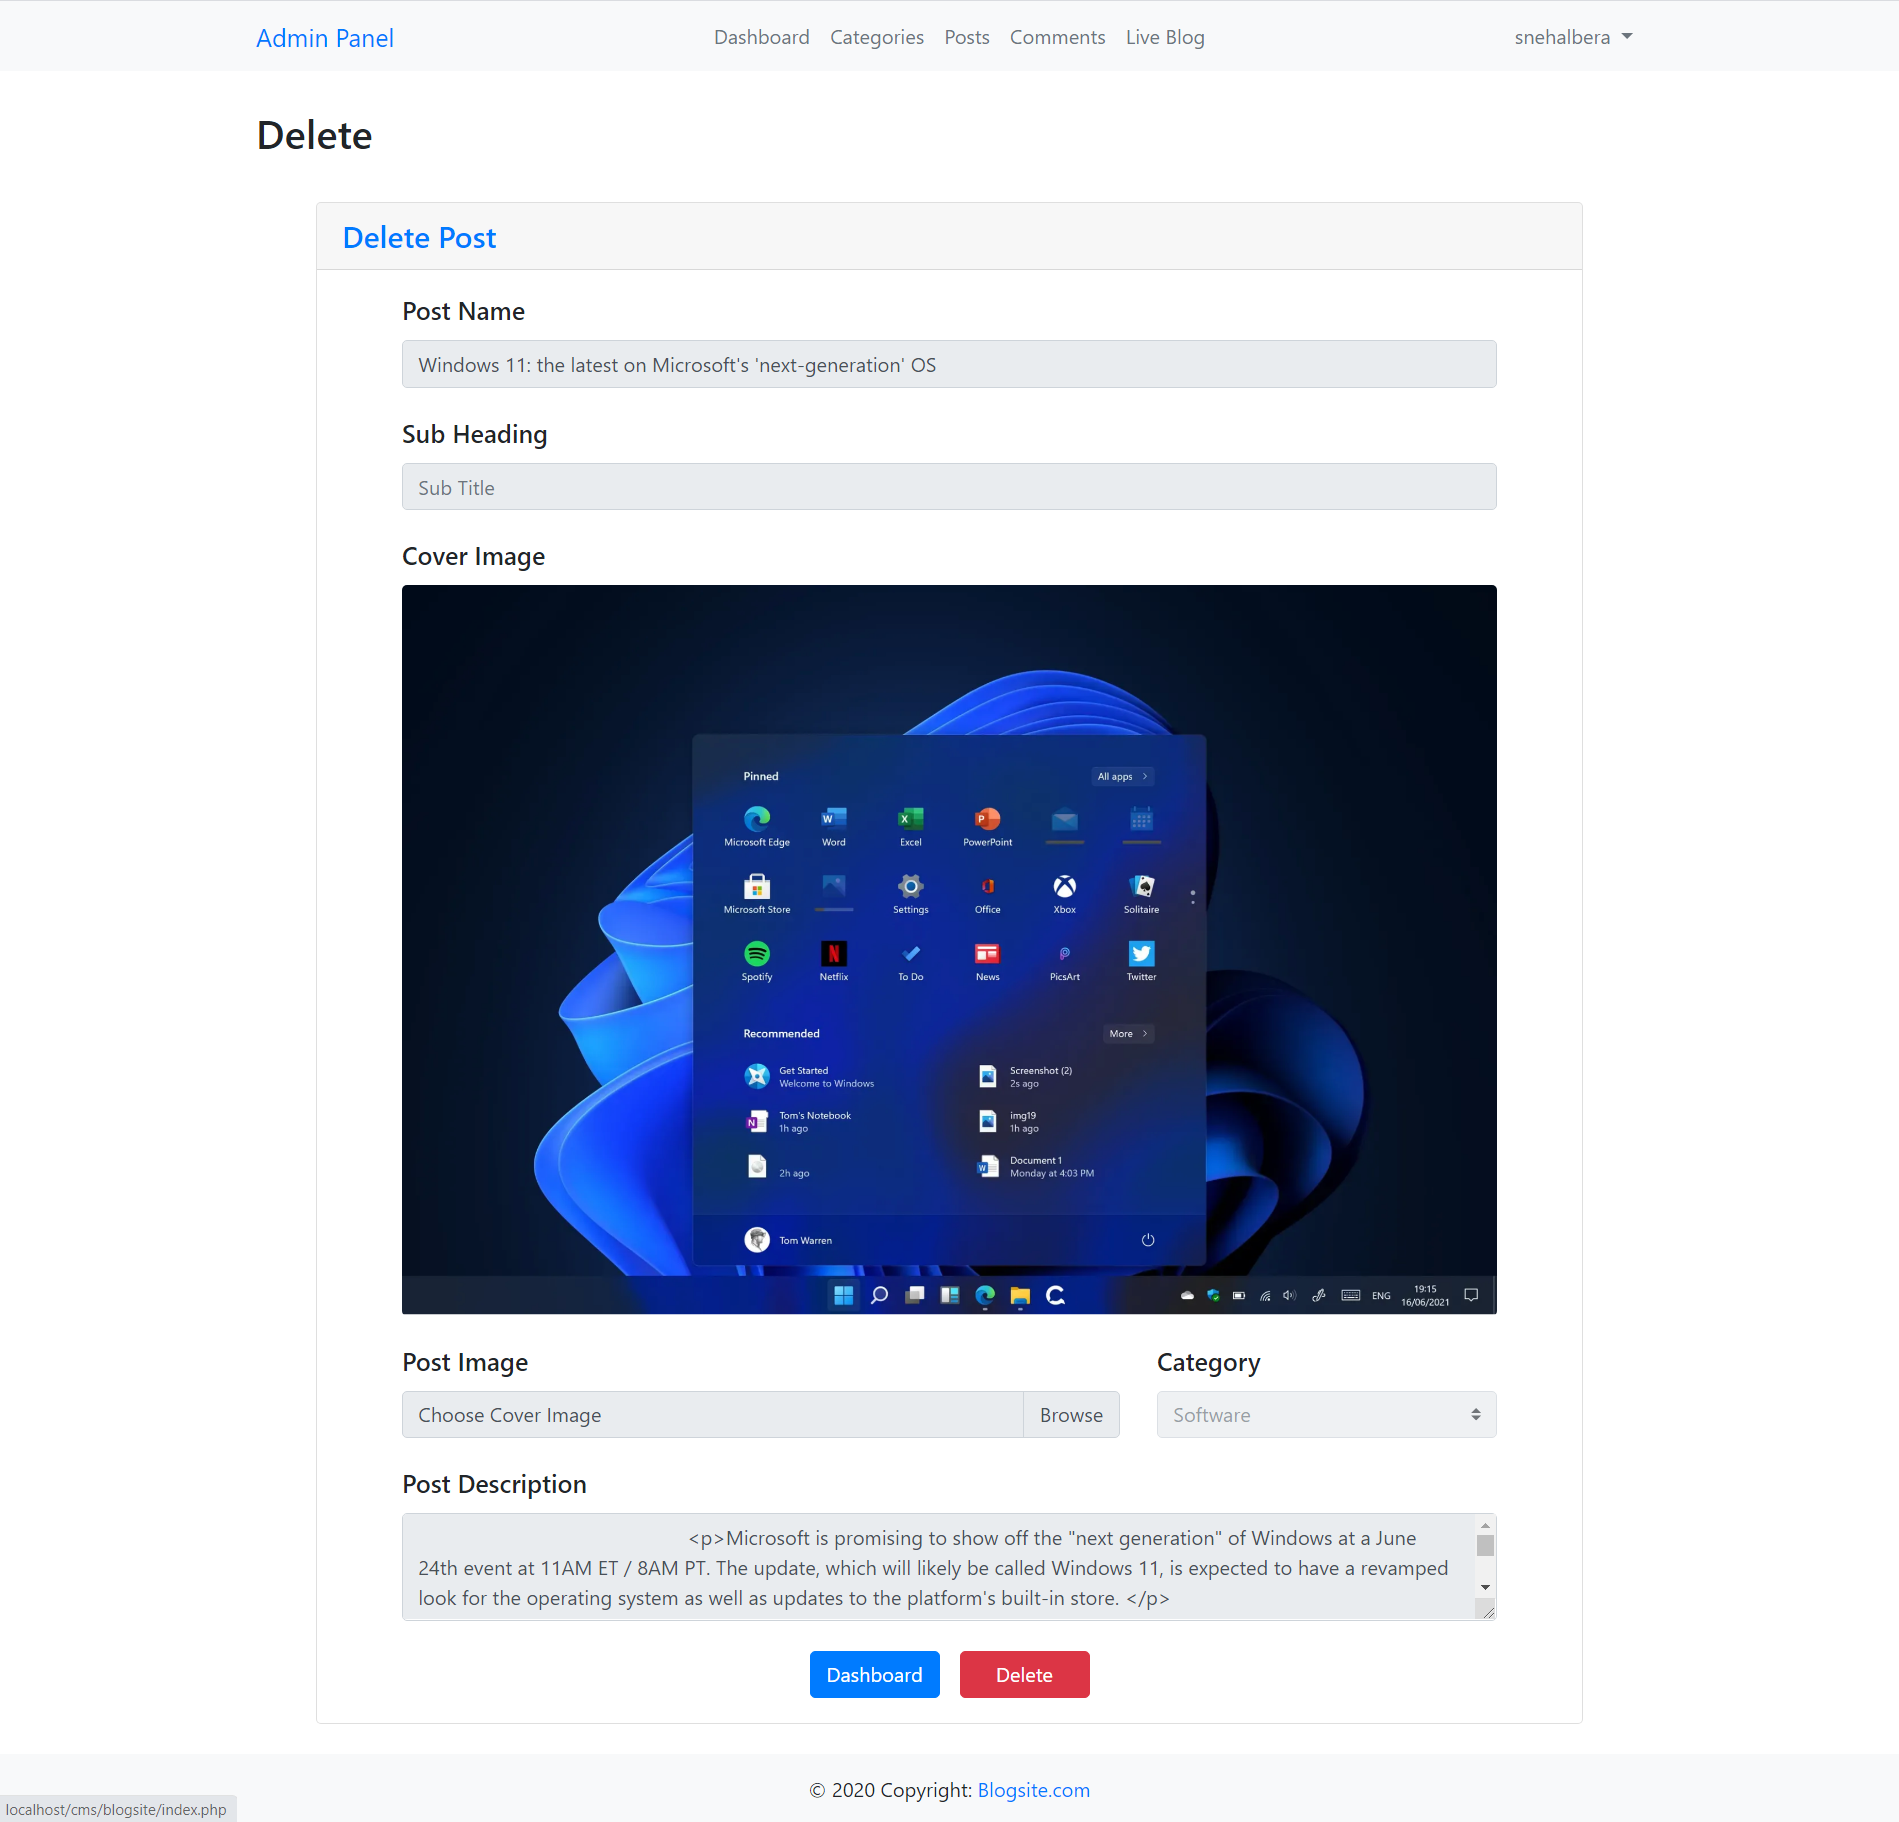 Admin Panel
Dashboard Categories Posts Comments Live Blog
snehalbera
Delete
Delete Post
Post Name
Windows 11: the latest on Microsoft's 'next-generation' OS
Sub Heading
Sub Title
Cover Image
Pinned
All apps
Microsoft Edge Word Excel PowerPoint
Microsoft Store Settings Office Xbox Solitaire
Spotify Netflix To Do News PicsArt Twitter
Recommended
More
Get Started
Welcome to Windows
Screenshot (2)
2s ago
Tom's Notebook
1h ago
img19
1h ago
2h ago
Document 1
Monday at 4:03 PM
Tom Warren
ENG
19:15
16/06/2021
Post Image
Choose Cover Image Browse
Category
Software
Post Description
<p>Microsoft is promising to show off the "next generation" of Windows at a June
24th event at 11AM ET / 8AM PT. The update, which will likely be called Windows 11, is expected to have a revamped
look for the operating system as well as updates to the platform's built-in store. </p>
Dashboard Delete
© 2020 Copyright: Blogsite.com
localhost/cms/blogsite/index.php